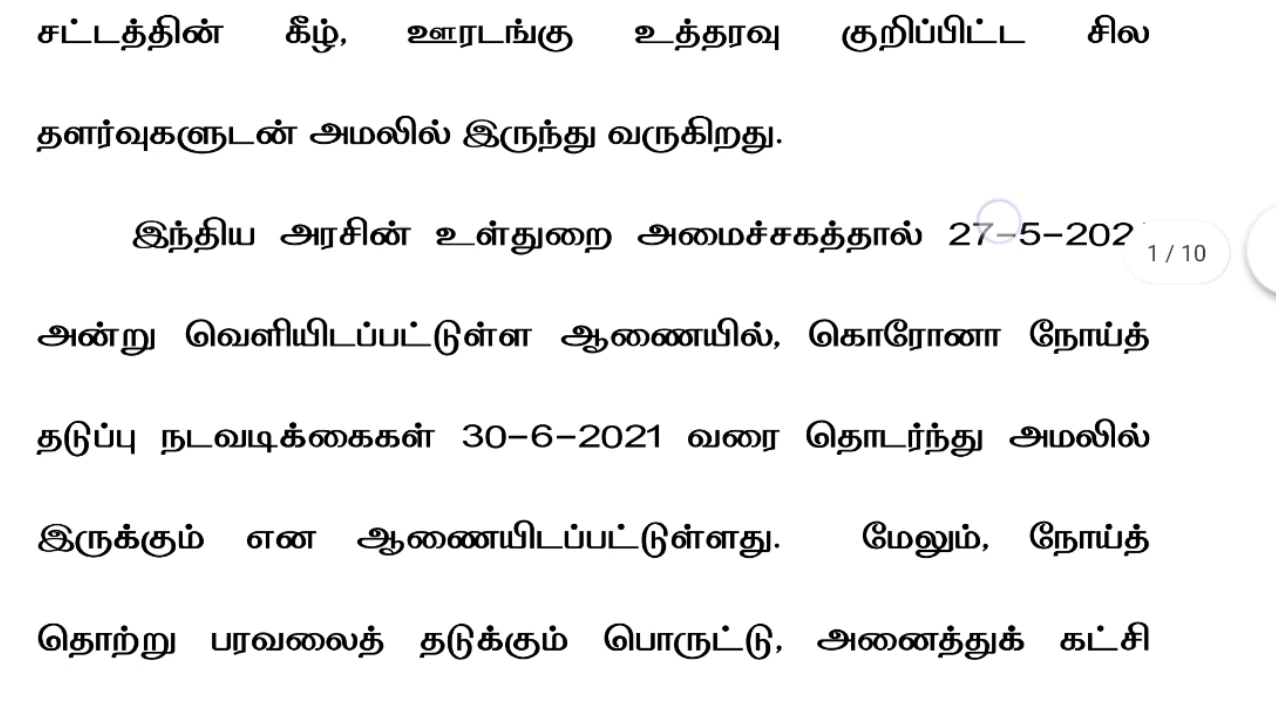 சட்டத்தின் கீழ், ஊரடங்கு உத்தரவு குறிப்பிட்ட சில
தளர்வுகளுடன் அமலில் இருந்து வருகிறது.
இந்திய அரசின் உள்துறை அமைச்சகத்தால் 27-5-202
1 / 10
அன்று வெளியிடப்பட்டுள்ள ஆணையில், கொரோனா நோய்த்
தடுப்பு நடவடிக்கைகள் 30-6-2021 வரை தொடர்ந்து அமலில்
இருக்கும் என ஆணையிடப்பட்டுள்ளது. மேலும், நோய்த்
தொற்று பரவலைத் தடுக்கும் பொருட்டு, அனைத்துக் கட்சி